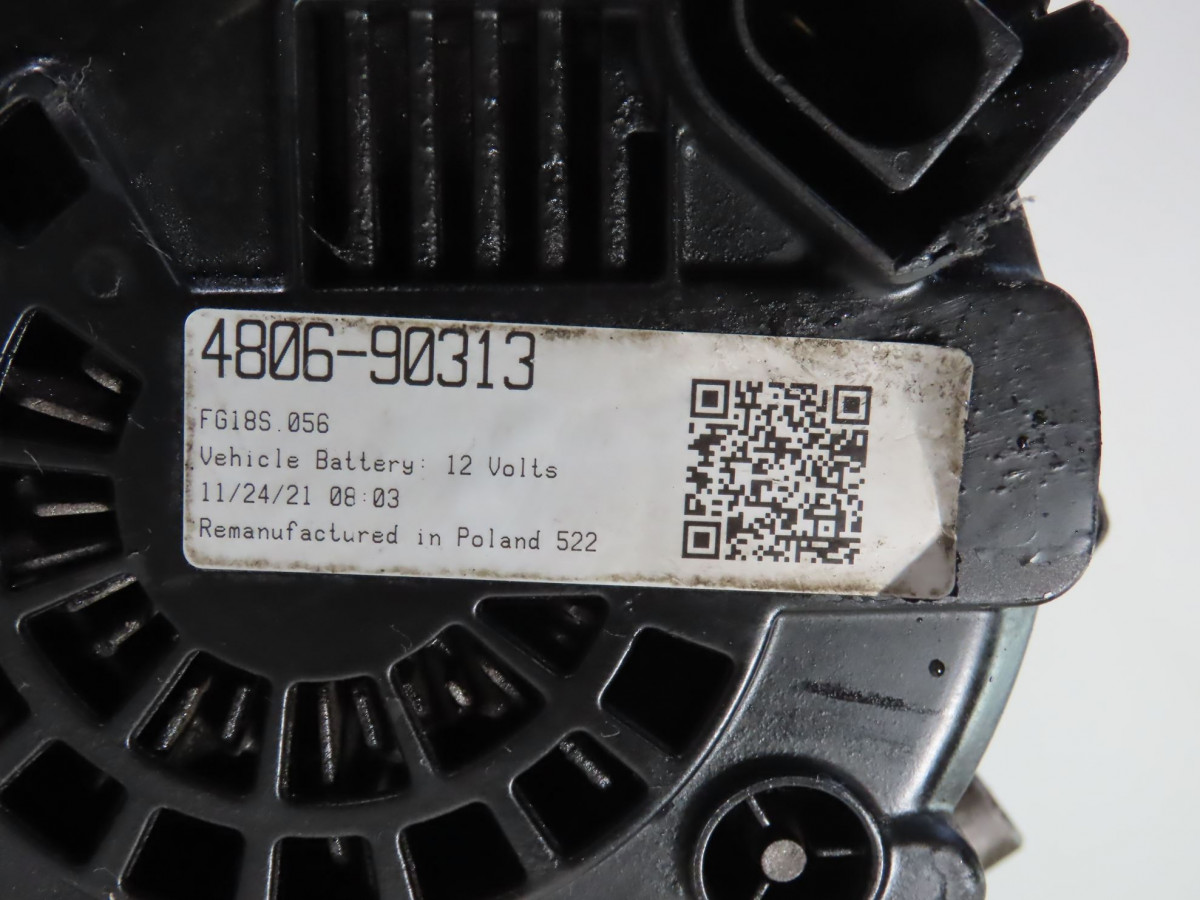 4806-90313
FG18S.056
Vehicle Battery: 12 Volts
11/24/21 08:03
Remanufactured in Poland 522